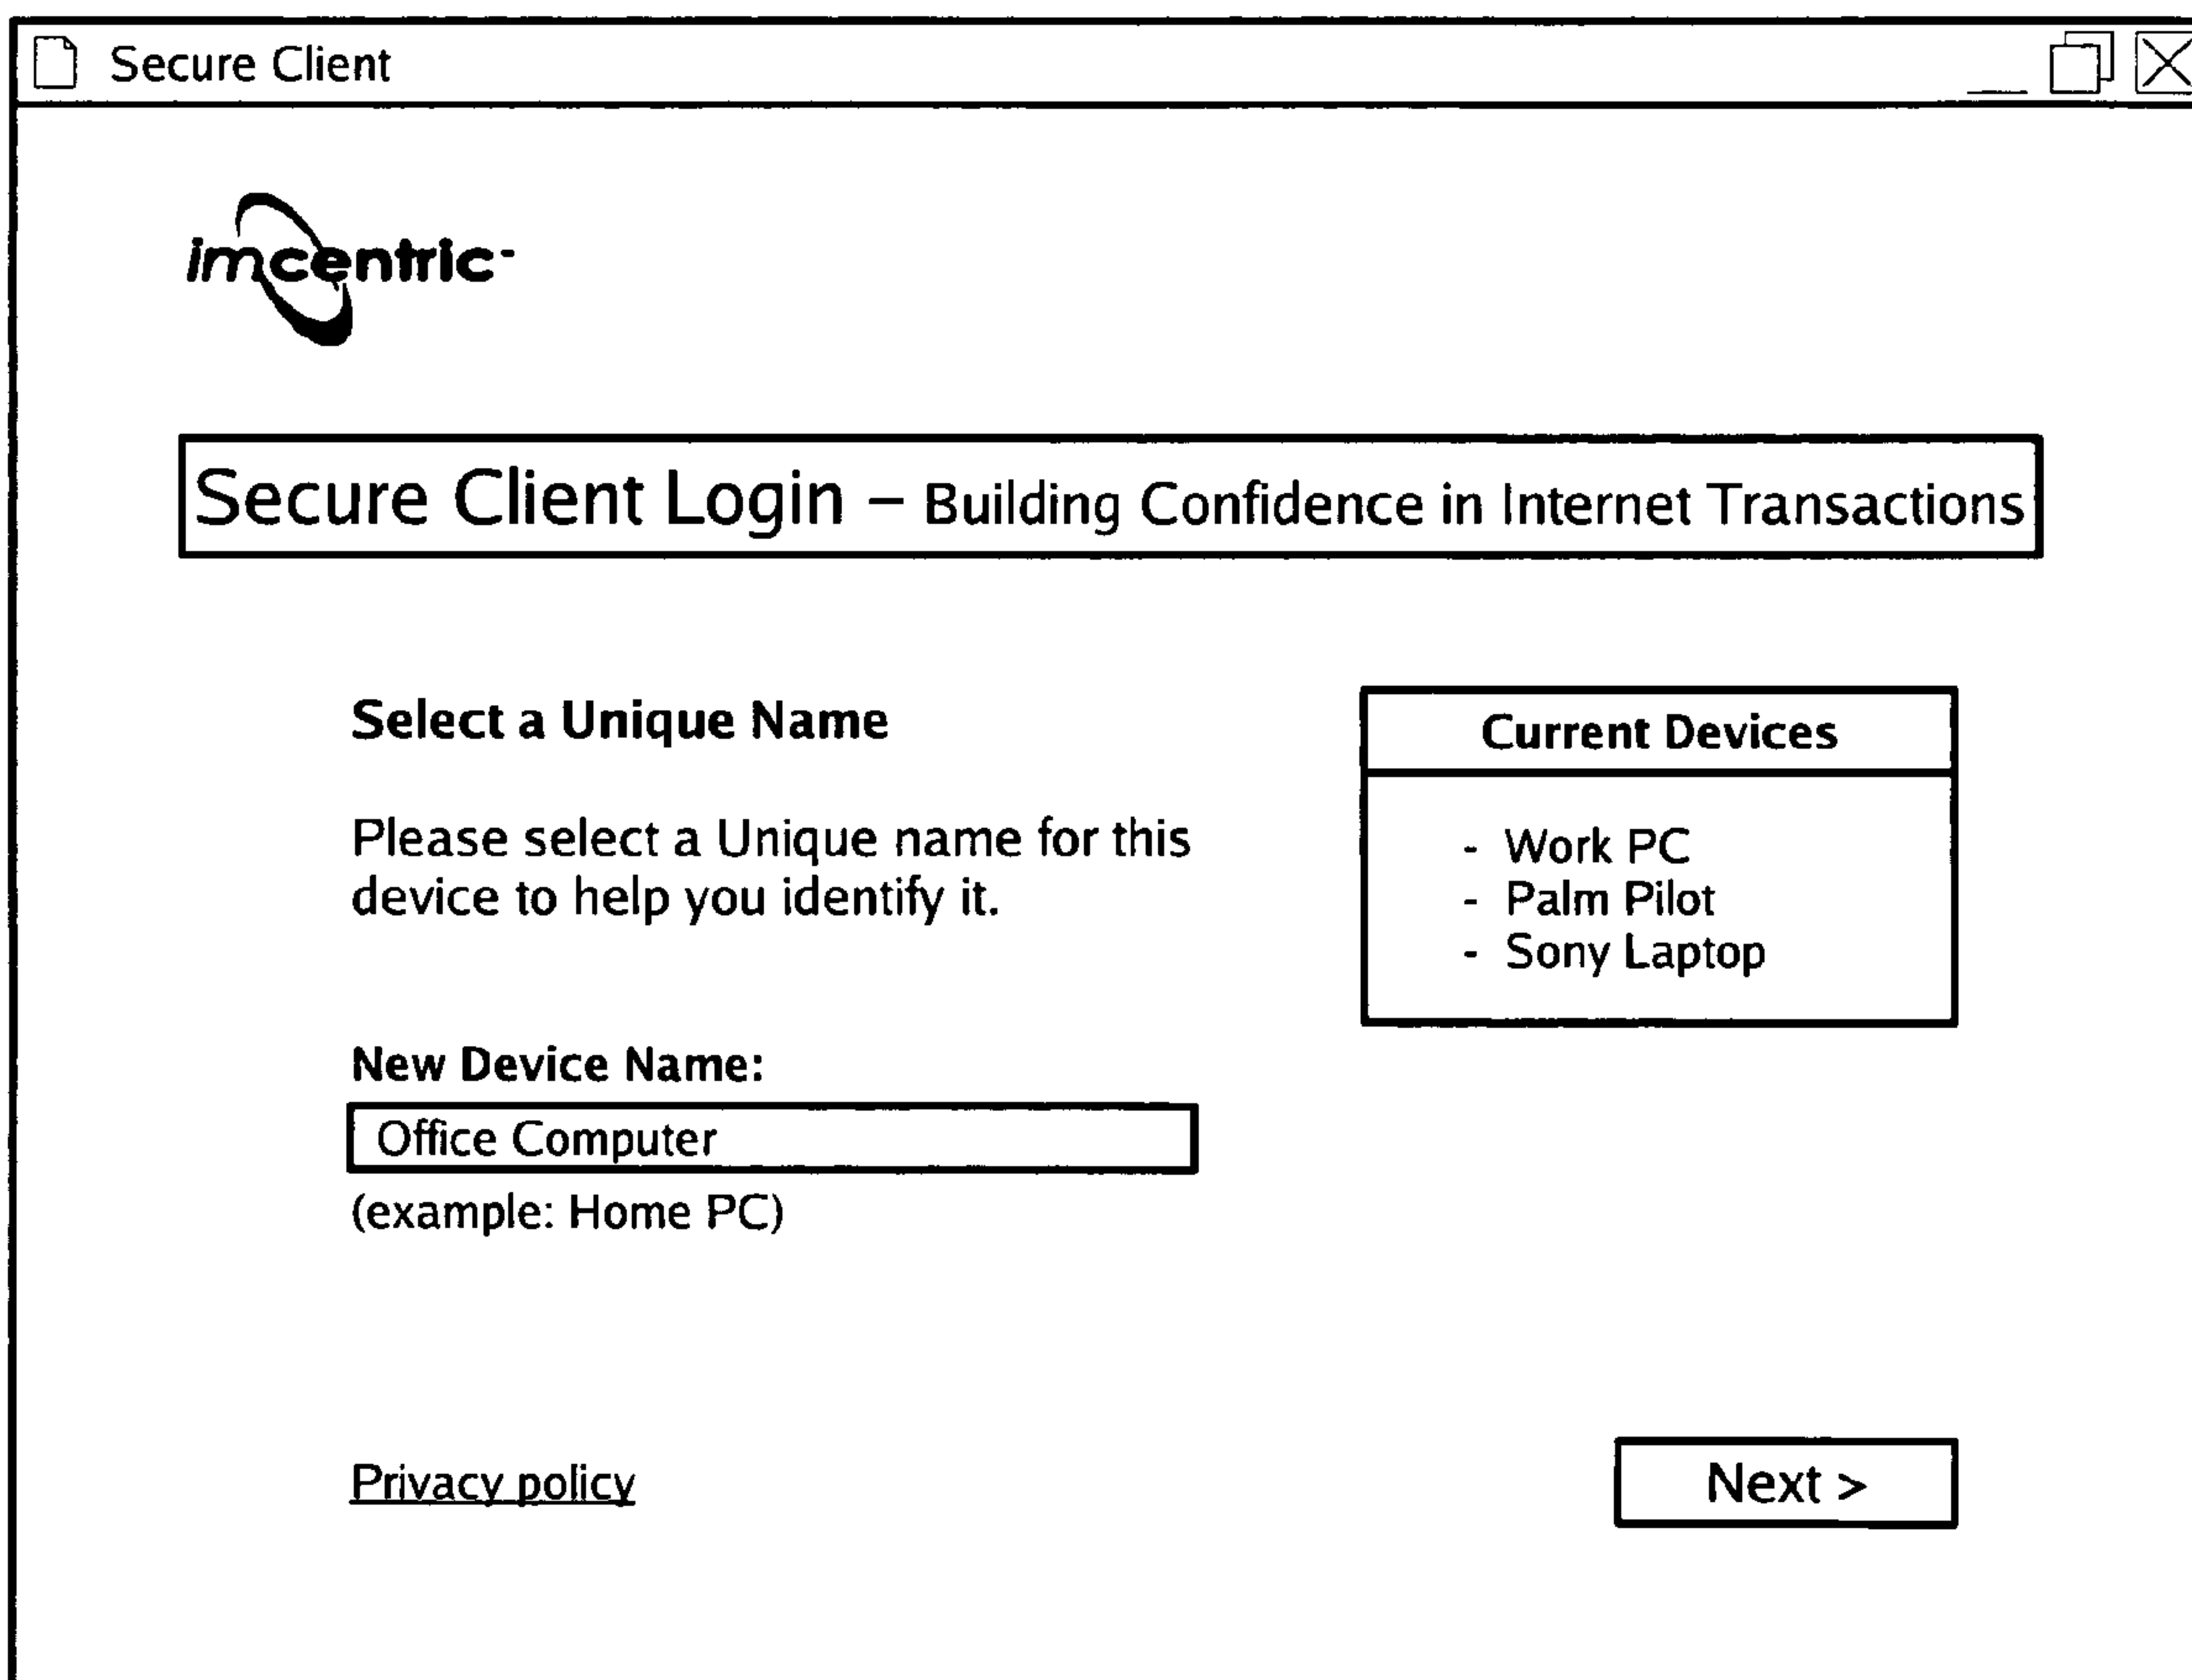 Secure Client
imcentric
Secure Client Login – Building Confidence in Internet Transactions
Select a Unique Name
Please select a Unique name for this
device to help you identify it.
New Device Name:
Office Computer
(example: Home PC)
Current Devices
- Work PC
- Palm Pilot
- Sony Laptop
Privacy policy
Next >